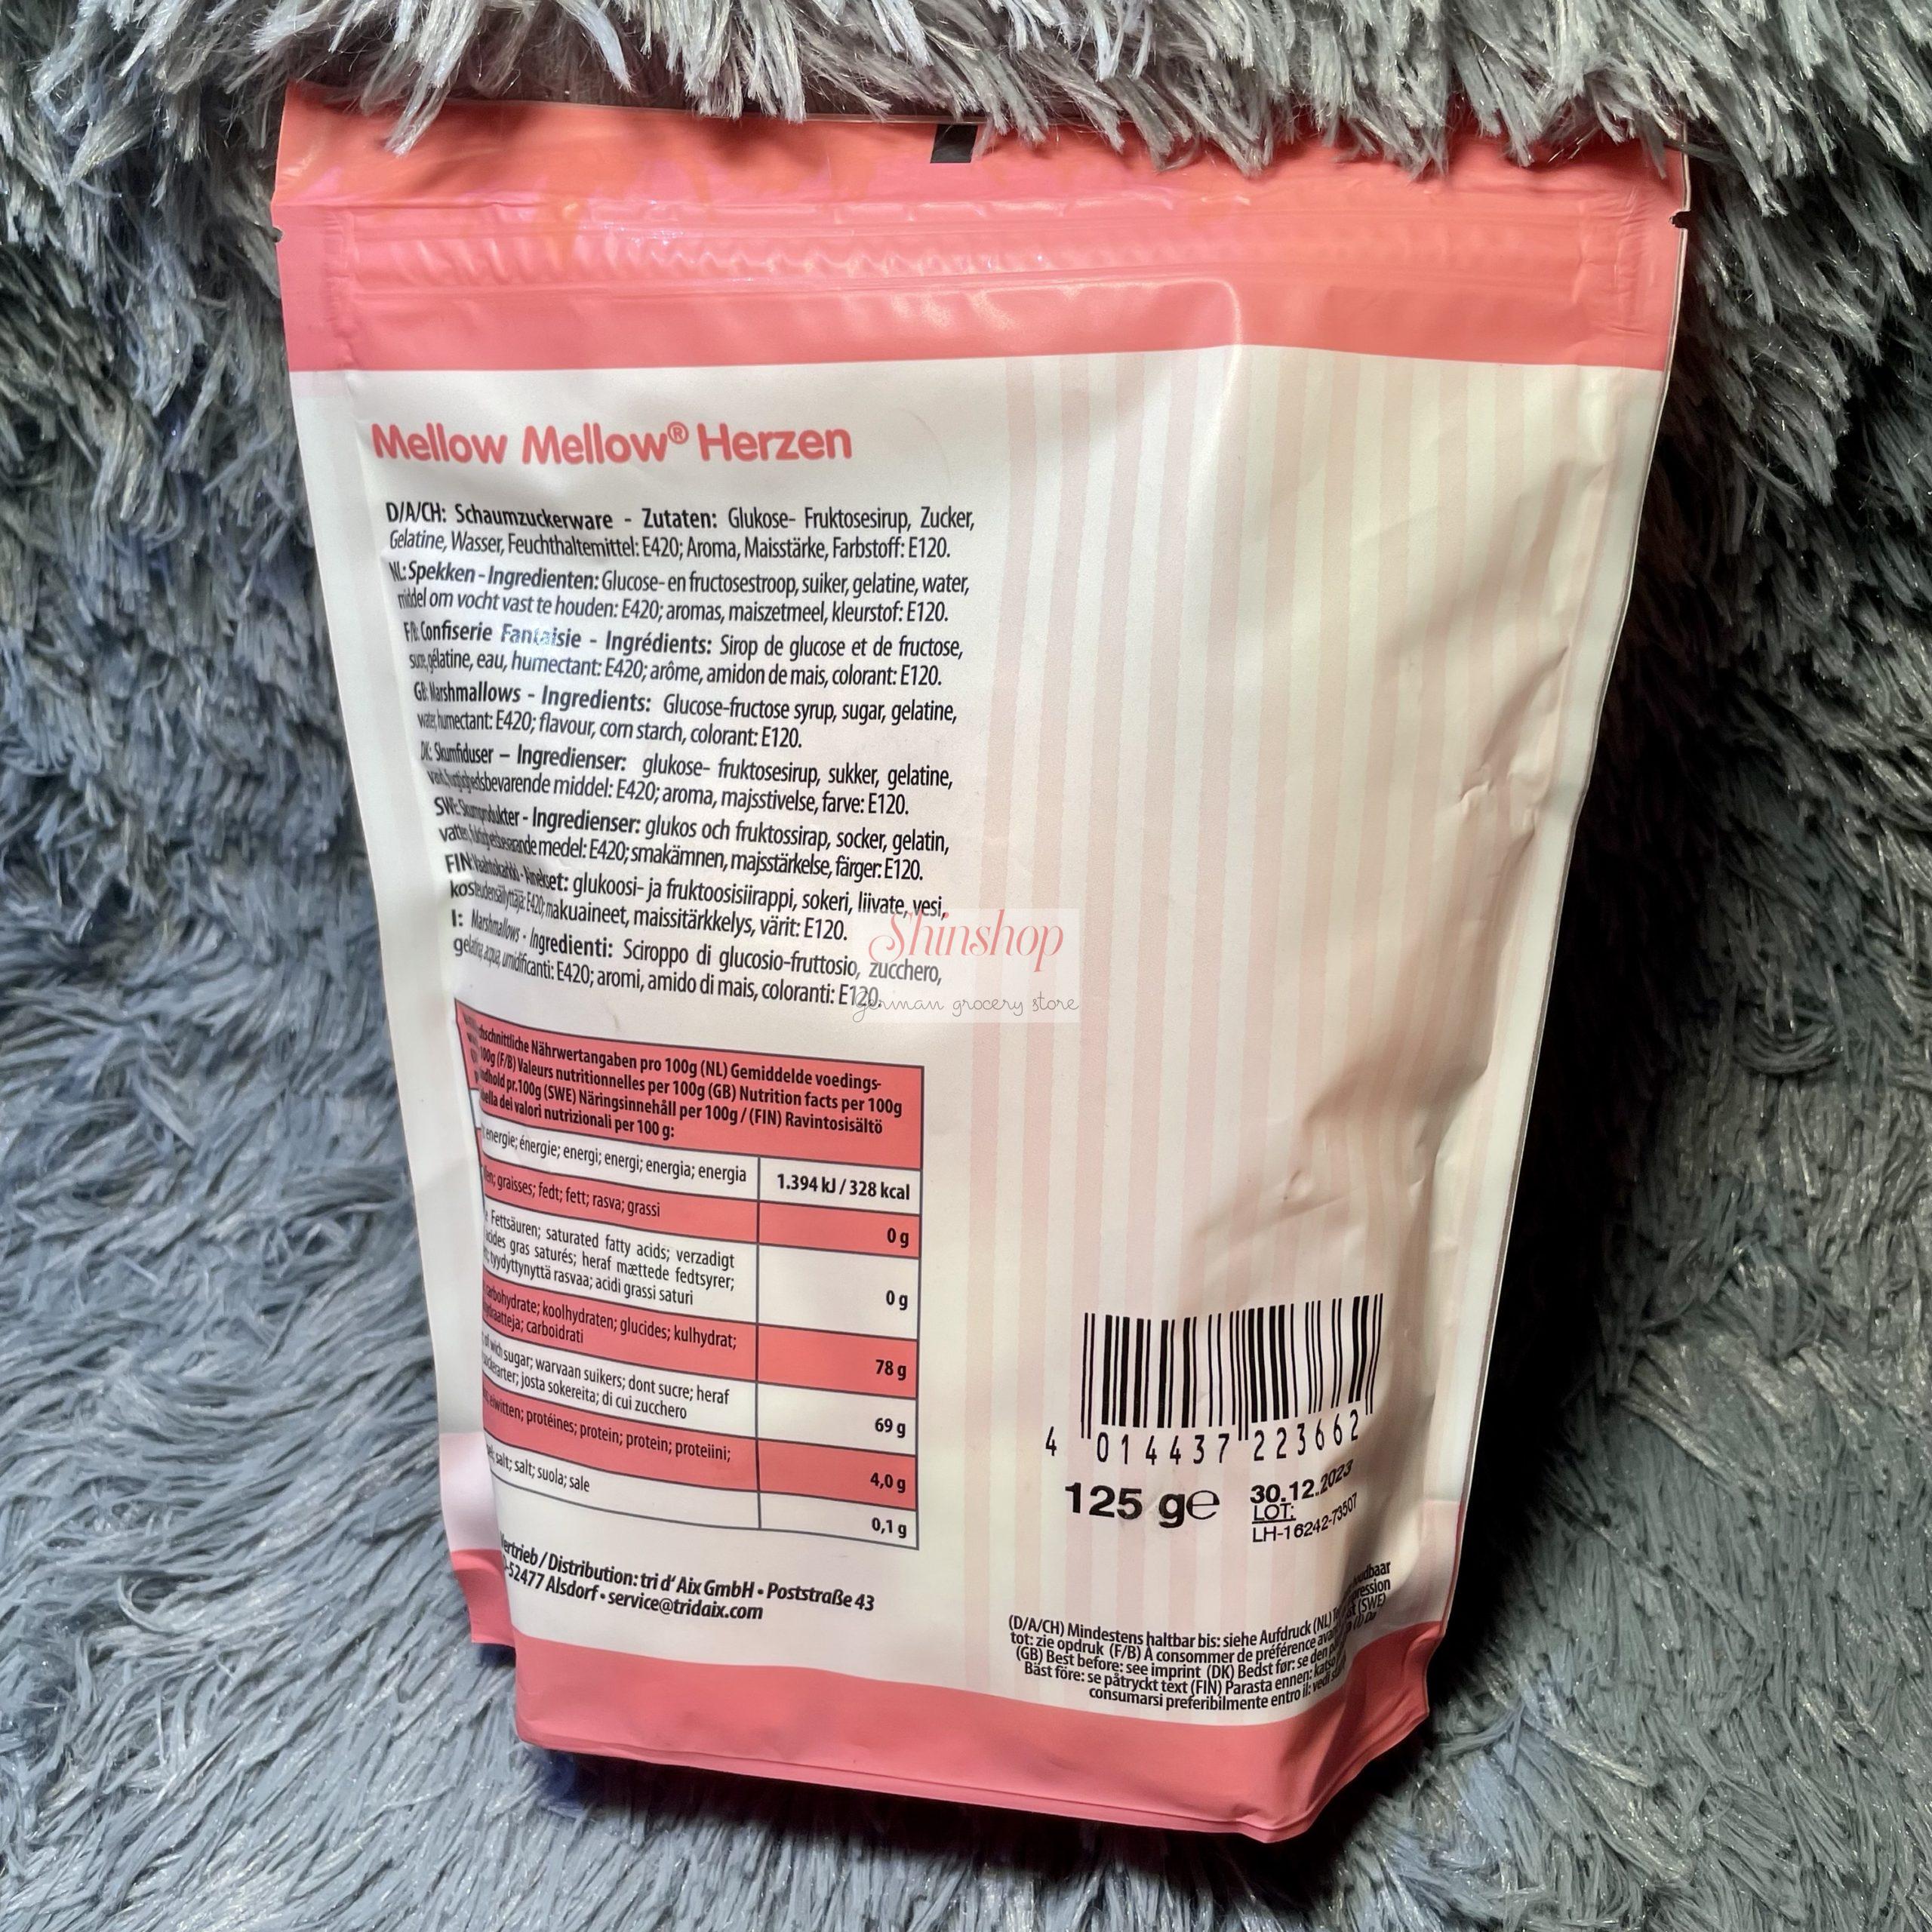 Mellow Mellow® Herzen
D/A/CH: Schaumzuckerware - Zutaten: Glukose- Fruktosesirup, Zucker,
Gelatine, Wasser, Feuchthaltemittel: E420; Aroma, Maisstärke, Farbstoff: E120.
NL: Spekken - Ingredienten: Glucose- en fructosestroop, suiker, gelatine, water,
middel om vocht vast te houden: E420; aromas, maiszetmeel, kleurstof: E120.
F/B: Confiserie Fantaisie - Ingrédients: Sirop de glucose et de fructose,
sucre, gélatine, eau, humectant: E420; arôme, amidon de mais, colorant: E120.
GB: Marshmallows - Ingredients: Glucose-fructose syrup, sugar, gelatine,
water, humectant: E420; flavour, corn starch, colorant: E120.
DK: Skumfiduser – Ingredienser: glukose- fruktosesirup, sukker, gelatine,
vand, fugtighedsbevarende middel: E420; aroma, majsstivelse, farve: E120.
SWE: Skumprodukter - Ingredienser: glukos och fruktossirap, socker, gelatin,
vatten, medel: E420; smakämnen, majsstärkelse, färger: E120.
FIN: Vaahtokarkki - Ainekset: glukoosi- ja fruktoosisiirappi, sokeri, liivate, vesi,
kosteudensäilyttäjä: E420; makuaineet, maissitärkkelys, värit: E120.
I: Marshmallows - Ingredienti: Sciroppo di glucosio-fruttosio, zucchero,
gelatina, acqua, umidificanti: E420; aromi, amido di mais, coloranti: E120.
Shinshop
german grocery store
Nährwertangaben pro 100g (NL) Gemiddelde voedings-
100g (F/B) Valeurs nutritionnelles per 100g (GB) Nutrition facts per 100g
pr.100g (SWE) Näringsinnehåll per 100g / (FIN) Ravintosisältö
dei valori nutrizionali per 100 g:
energie; énergie; energi; energi; energia; energia 1.394 kJ / 328 kcal
graisses; fedt; fett; rasva; grassi 0 g
Fettsäuren; saturated fatty acids; verzadigt
acides gras saturés; heraf mættede fedtsyrer;
tyydyttynyttä rasvaa; acidi grassi saturi 0 g
carbohydrate; koolhydraten; glucides; kulhydrat;
carboidrati 78 g
of wich sugar; warvaan suikers; dont sucre; heraf
josta sokereita; di cui zucchero 69 g
eiwitten; protéines; protein; protein; proteiini; 4,0 g
salt; salt; suola; sale 0,1 g
Vertrieb / Distribution: tri d' Aix GmbH • Poststraße 43
D-52477 Alsdorf • service@tridaix.com
4 014437 223662
125 g e
30.12.2023
LOT:
LH-16242-73507
(D/A/CH) Mindestens haltbar bis: siehe Aufdruck (NL)
tot: zie opdruk (F/B) À consommer de préférence
(GB) Best before: see imprint (DK) Bedst før: se den (SWE)
Bäst före: se påtryckt text (FIN) Parasta ennen: katso
consumarsi preferibilmente entro il: vedi